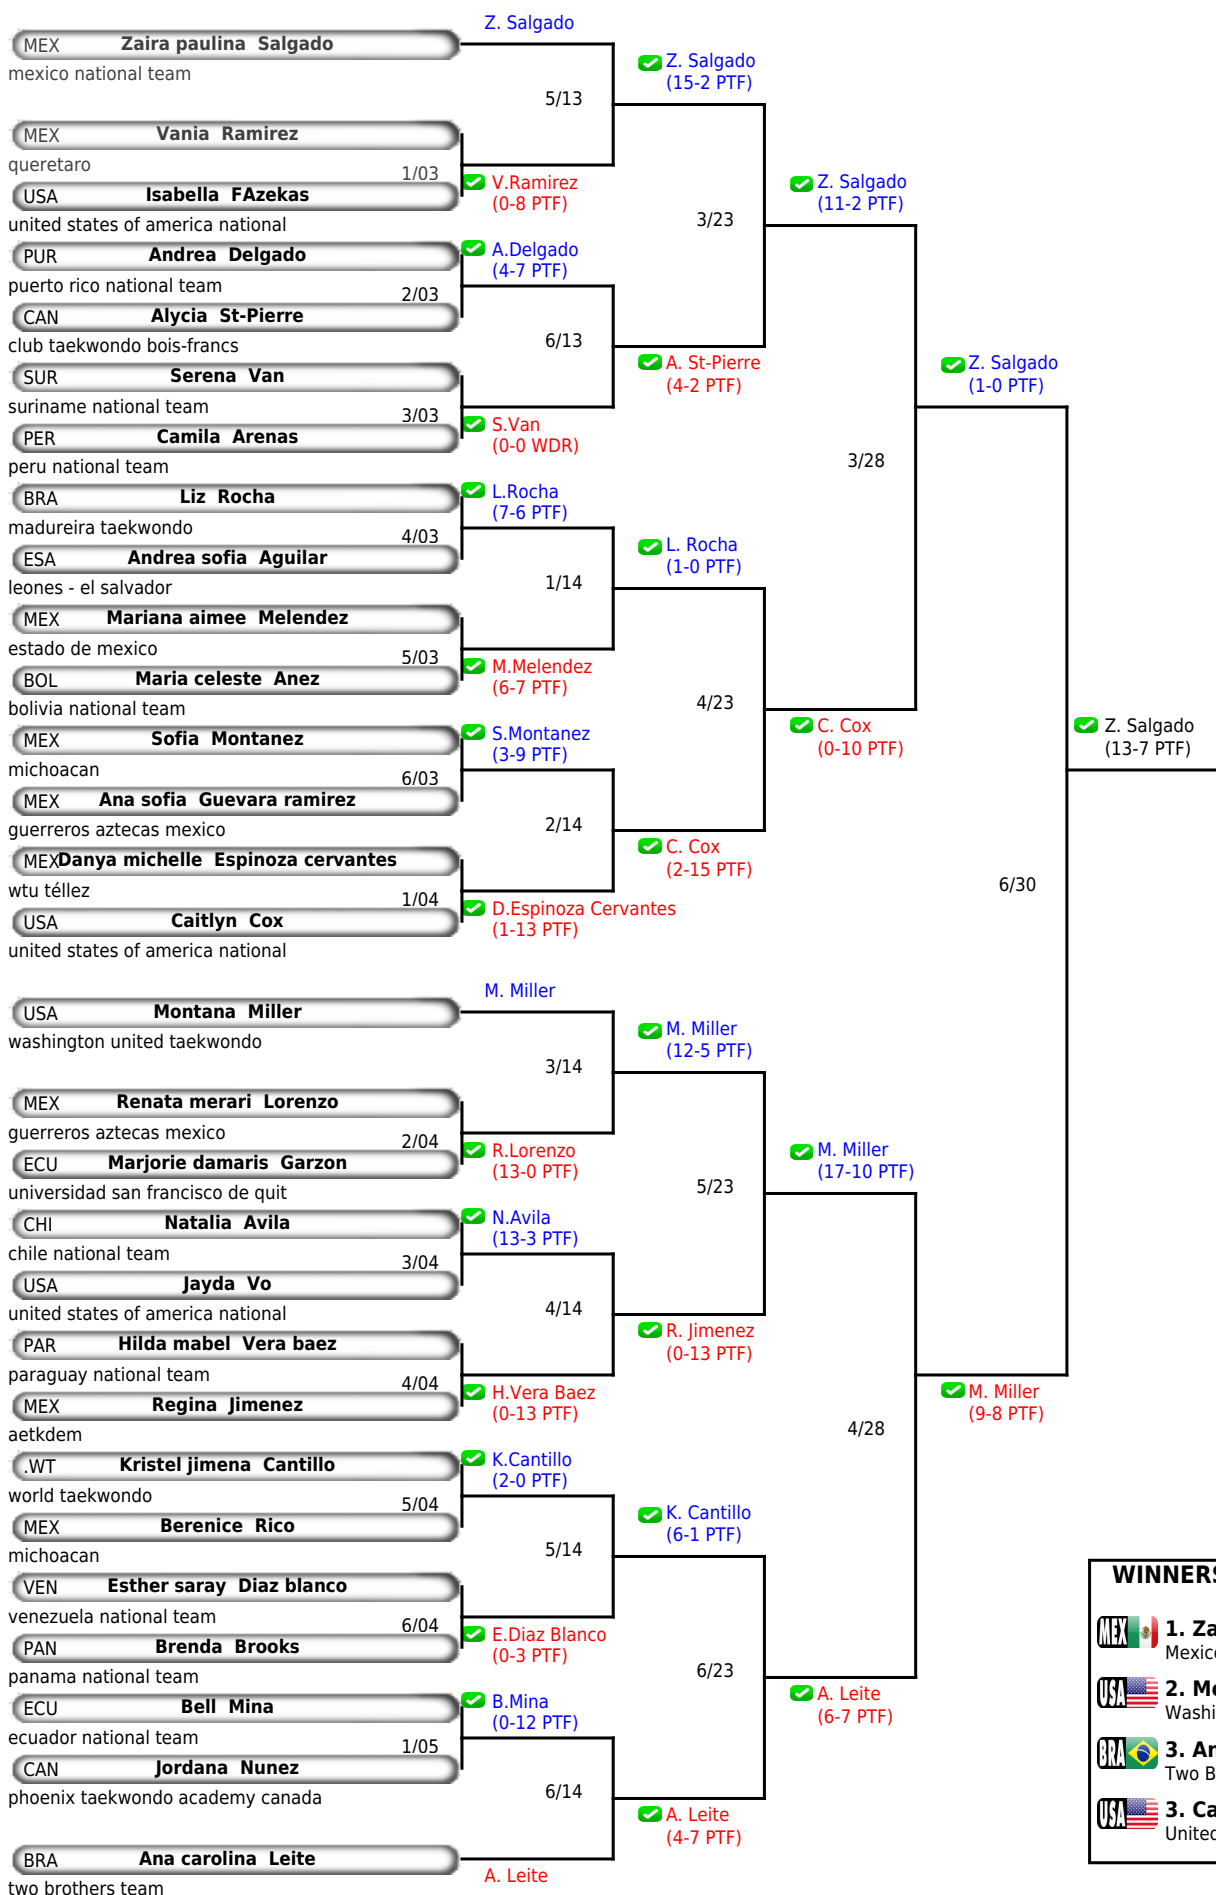 Z. Salgado
MEX Zaira paulina Salgado
mexico national team
Z. Salgado
(15-2 PTF)
5/13
MEX Vania Ramirez
queretaro
1/03
USA Isabella FAzekas
united states of america national
V.Ramirez
(0-8 PTF)
Z. Salgado
(11-2 PTF)
3/23
PUR Andrea Delgado
puerto rico national team
2/03
CAN Alycia St-Pierre
club taekwondo bois-francs
A.Delgado
(4-7 PTF)
6/13
A. St-Pierre
(4-2 PTF)
SUR Serena Van
suriname national team
3/03
PER Camila Arenas
peru national team
S.Van
(0-0 WDR)
Z. Salgado
(1-0 PTF)
3/28
BRA Liz Rocha
madureira taekwondo
4/03
ESA Andrea sofia Aguilar
leones - el salvador
L.Rocha
(7-6 PTF)
L. Rocha
(1-0 PTF)
1/14
MEX Mariana aimee Melendez
estado de mexico
5/03
BOL Maria celeste Anez
bolivia national team
M.Melendez
(6-7 PTF)
4/23
C. Cox
(0-10 PTF)
MEX Sofia Montanez
michoacan
6/03
MEX Ana sofia Guevara ramirez
guerreros aztecas mexico
S.Montanez
(3-9 PTF)
2/14
C. Cox
(2-15 PTF)
MEX Danya michelle Espinoza cervantes
wtu téllez
1/04
USA Caitlyn Cox
united states of america national
D.Espinoza Cervantes
(1-13 PTF)
Z. Salgado
(13-7 PTF)
6/30
M. Miller
USA Montana Miller
washington united taekwondo
M. Miller
(12-5 PTF)
3/14
MEX Renata merari Lorenzo
guerreros aztecas mexico
2/04
ECU Marjorie damaris Garzon
universidad san francisco de quit
R.Lorenzo
(13-0 PTF)
M. Miller
(17-10 PTF)
5/23
CHI Natalia Avila
chile national team
3/04
USA Jayda Vo
united states of america national
N.Avila
(13-3 PTF)
4/14
R. Jimenez
(0-13 PTF)
PAR Hilda mabel Vera baez
paraguay national team
4/04
MEX Regina Jimenez
aetkdem
H.Vera Baez
(0-13 PTF)
M. Miller
(9-8 PTF)
4/28
.WT Kristel jimena Cantillo
world taekwondo
5/04
MEX Berenice Rico
michoacan
K.Cantillo
(2-0 PTF)
K. Cantillo
(6-1 PTF)
5/14
VEN Esther saray Diaz blanco
venezuela national team
6/04
PAN Brenda Brooks
panama national team
E.Diaz Blanco
(0-3 PTF)
6/23
A. Leite
(6-7 PTF)
ECU Bell Mina
ecuador national team
1/05
CAN Jordana Nunez
phoenix taekwondo academy canada
B.Mina
(0-12 PTF)
6/14
A. Leite
(4-7 PTF)
BRA Ana carolina Leite
two brothers team
A. Leite
WINNERS
MEX 1. Za
Mexico
USA 2. Mo
Washi
BRA 3. An
Two B
USA 3. Ca
United